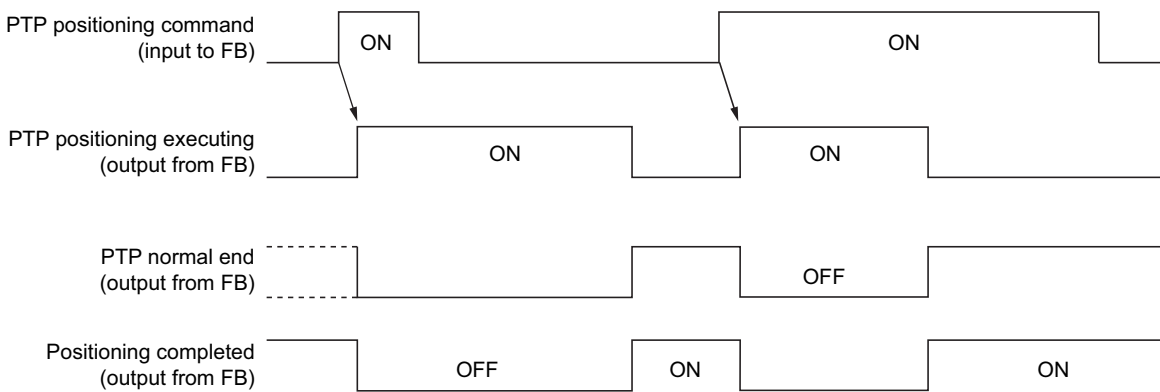 PTP positioning command
(input to FB)
ON
ON
PTP positioning executing
(output from FB)
ON
ON
PTP normal end
(output from FB)
OFF
Positioning completed
(output from FB)
OFF
ON
ON